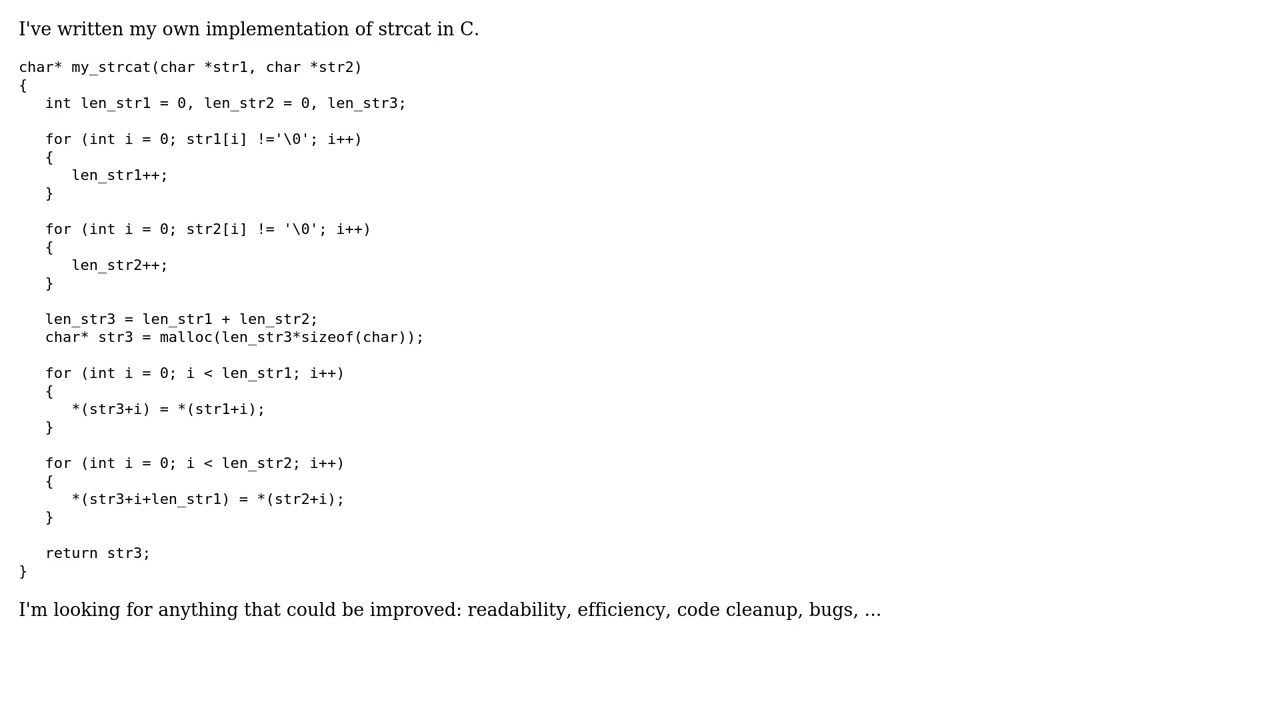 I've written my own implementation of strcat in C.
char* my_strcat(char *str1, char *str2)
{
   int len_str1 = 0, len_str2 = 0, len_str3;

   for (int i = 0; str1[i] !='\0'; i++)
   {
      len_str1++;
   }

   for (int i = 0; str2[i] != '\0'; i++)
   {
      len_str2++;
   }

   len_str3 = len_str1 + len_str2;
   char* str3 = malloc(len_str3*sizeof(char));

   for (int i = 0; i < len_str1; i++)
   {
      *(str3+i) = *(str1+i);
   }

   for (int i = 0; i < len_str2; i++)
   {
      *(str3+i+len_str1) = *(str2+i);
   }

   return str3;
}
I'm looking for anything that could be improved: readability, efficiency, code cleanup, bugs, ...